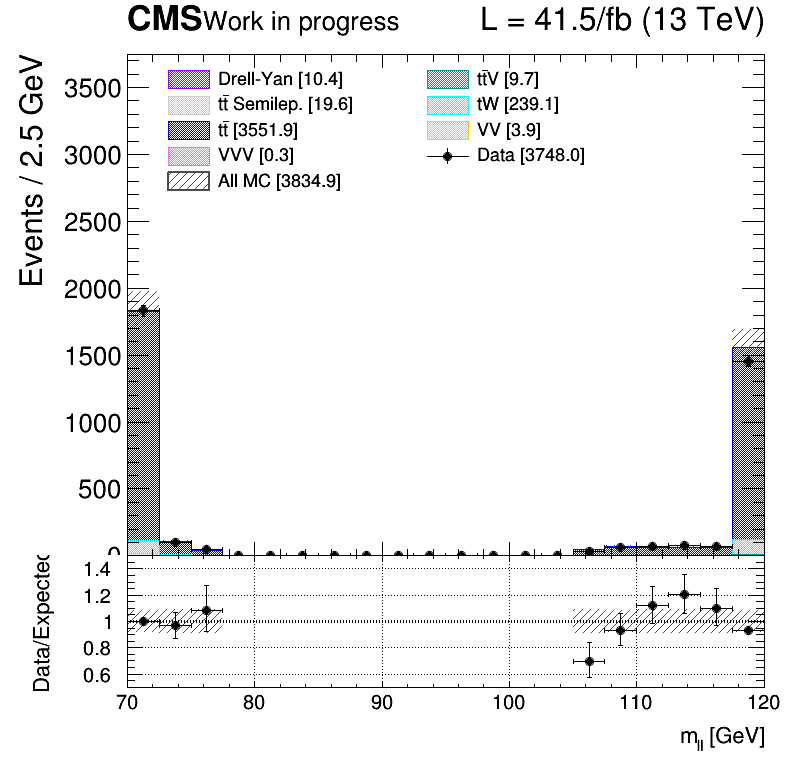 CMS Work in progress L = 41.5/fb (13 TeV)
Events / 2.5 GeV
3500
3000
2500
2000
1500
1000
500
0
Drell-Yan [10.4]
tt̄ Semilep. [19.6]
tt̄ [3551.9]
VVV [0.3]
All MC [3834.9]
tt̄V [9.7]
tW [239.1]
VV [3.9]
Data [3748.0]
Data/Expected
1.4
1.2
1
0.8
0.6
70 80 90 100 110 120
m_ll [GeV]